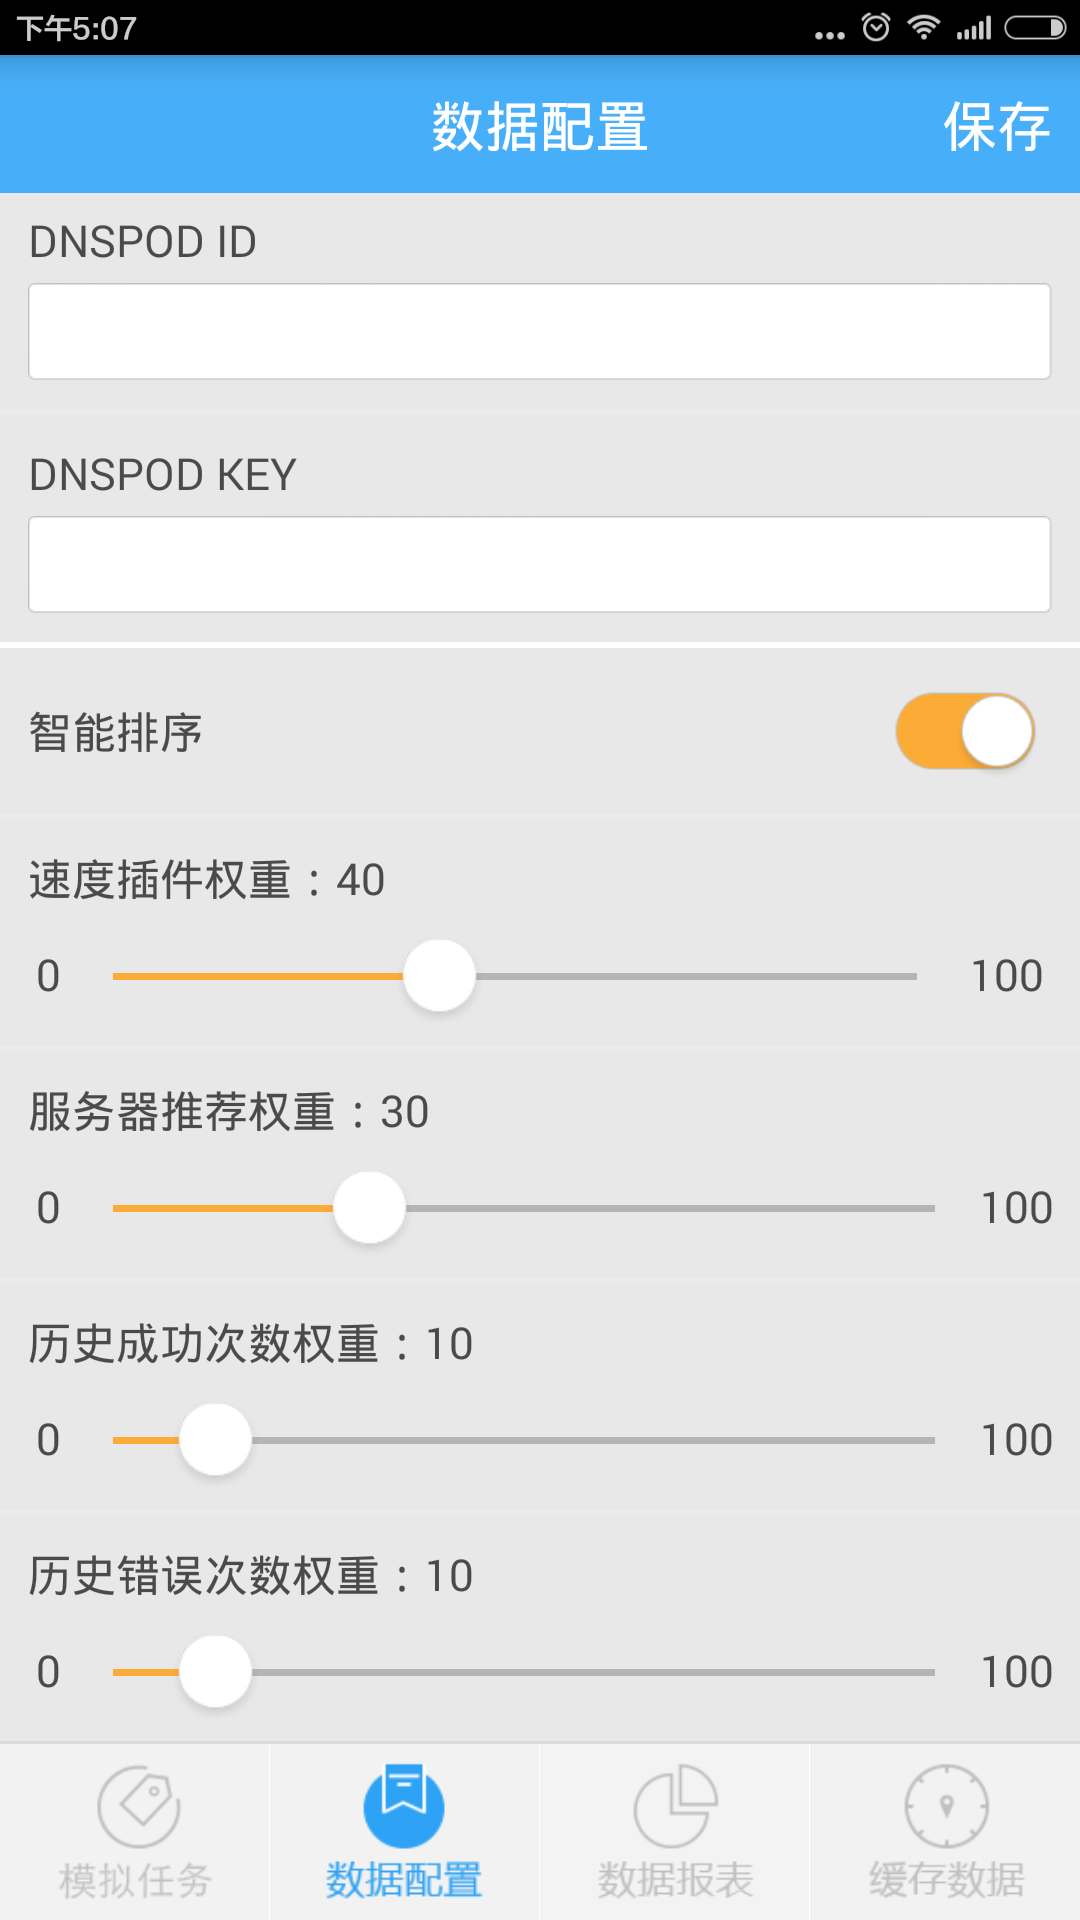 下午5:07
数据配置 保存
DNSPOD ID
DNSPOD KEY
智能排序
速度插件权重：40
0 100
服务器推荐权重：30
0 100
历史成功次数权重：10
0 100
历史错误次数权重：10
0 100
模拟任务 数据配置 数据报表 缓存数据